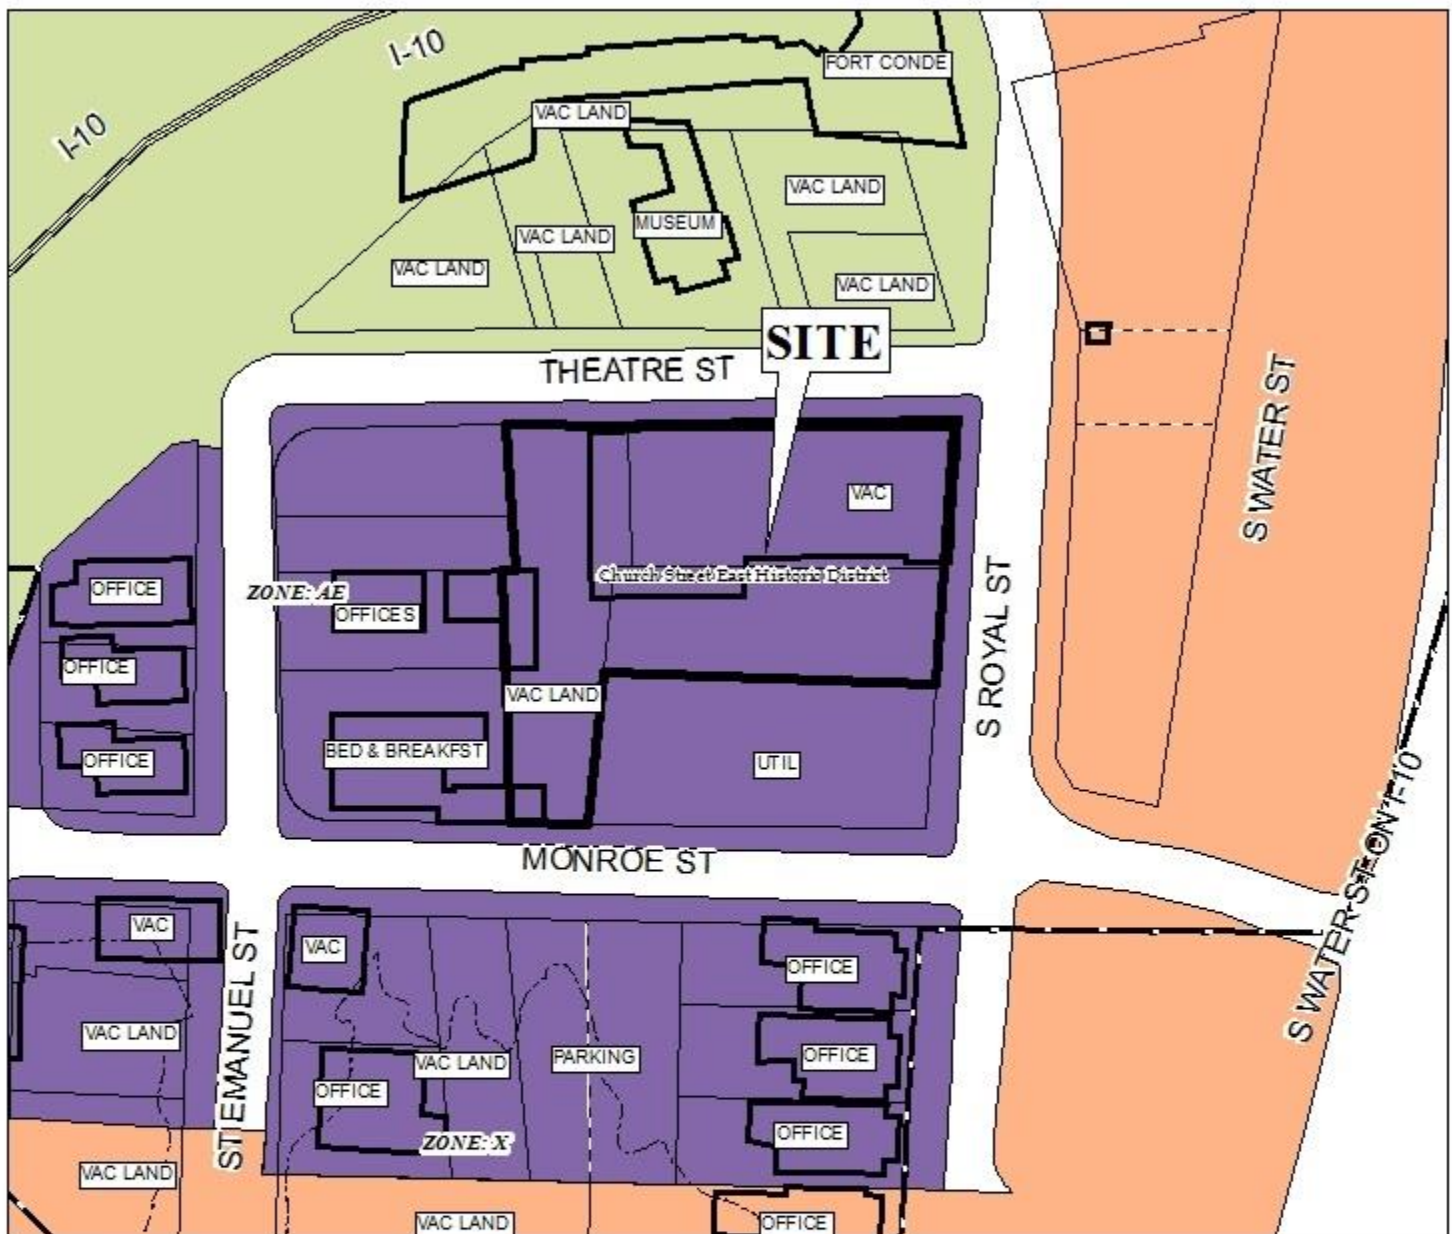 I-10
FORT CONDE
I-10
VAC LAND
VAC LAND
MUSEUM
VAC LAND
VAC LAND
VAC LAND
SITE
THEATRE ST
S WATER ST
VAC
Church Street East Historic District
OFFICE
ZONE: AE
OFFICES
S ROYAL ST
OFFICE
VAC LAND
OFFICE
BED & BREAKFST
UTIL
MONROE ST
S WATER ST ON I-10
VAC
VAC
OFFICE
ST EMANUEL ST
VAC LAND
VAC LAND
PARKING
OFFICE
OFFICE
ZONE: X
OFFICE
VAC LAND
VAC LAND
OFFICE